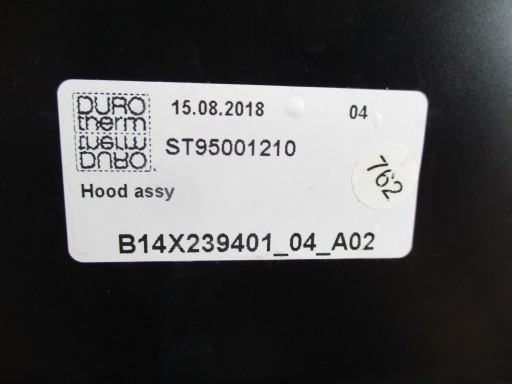 DURO 15.08.2018 04
therm
ST95001210
762
Hood assy
B14X239401_04_A02